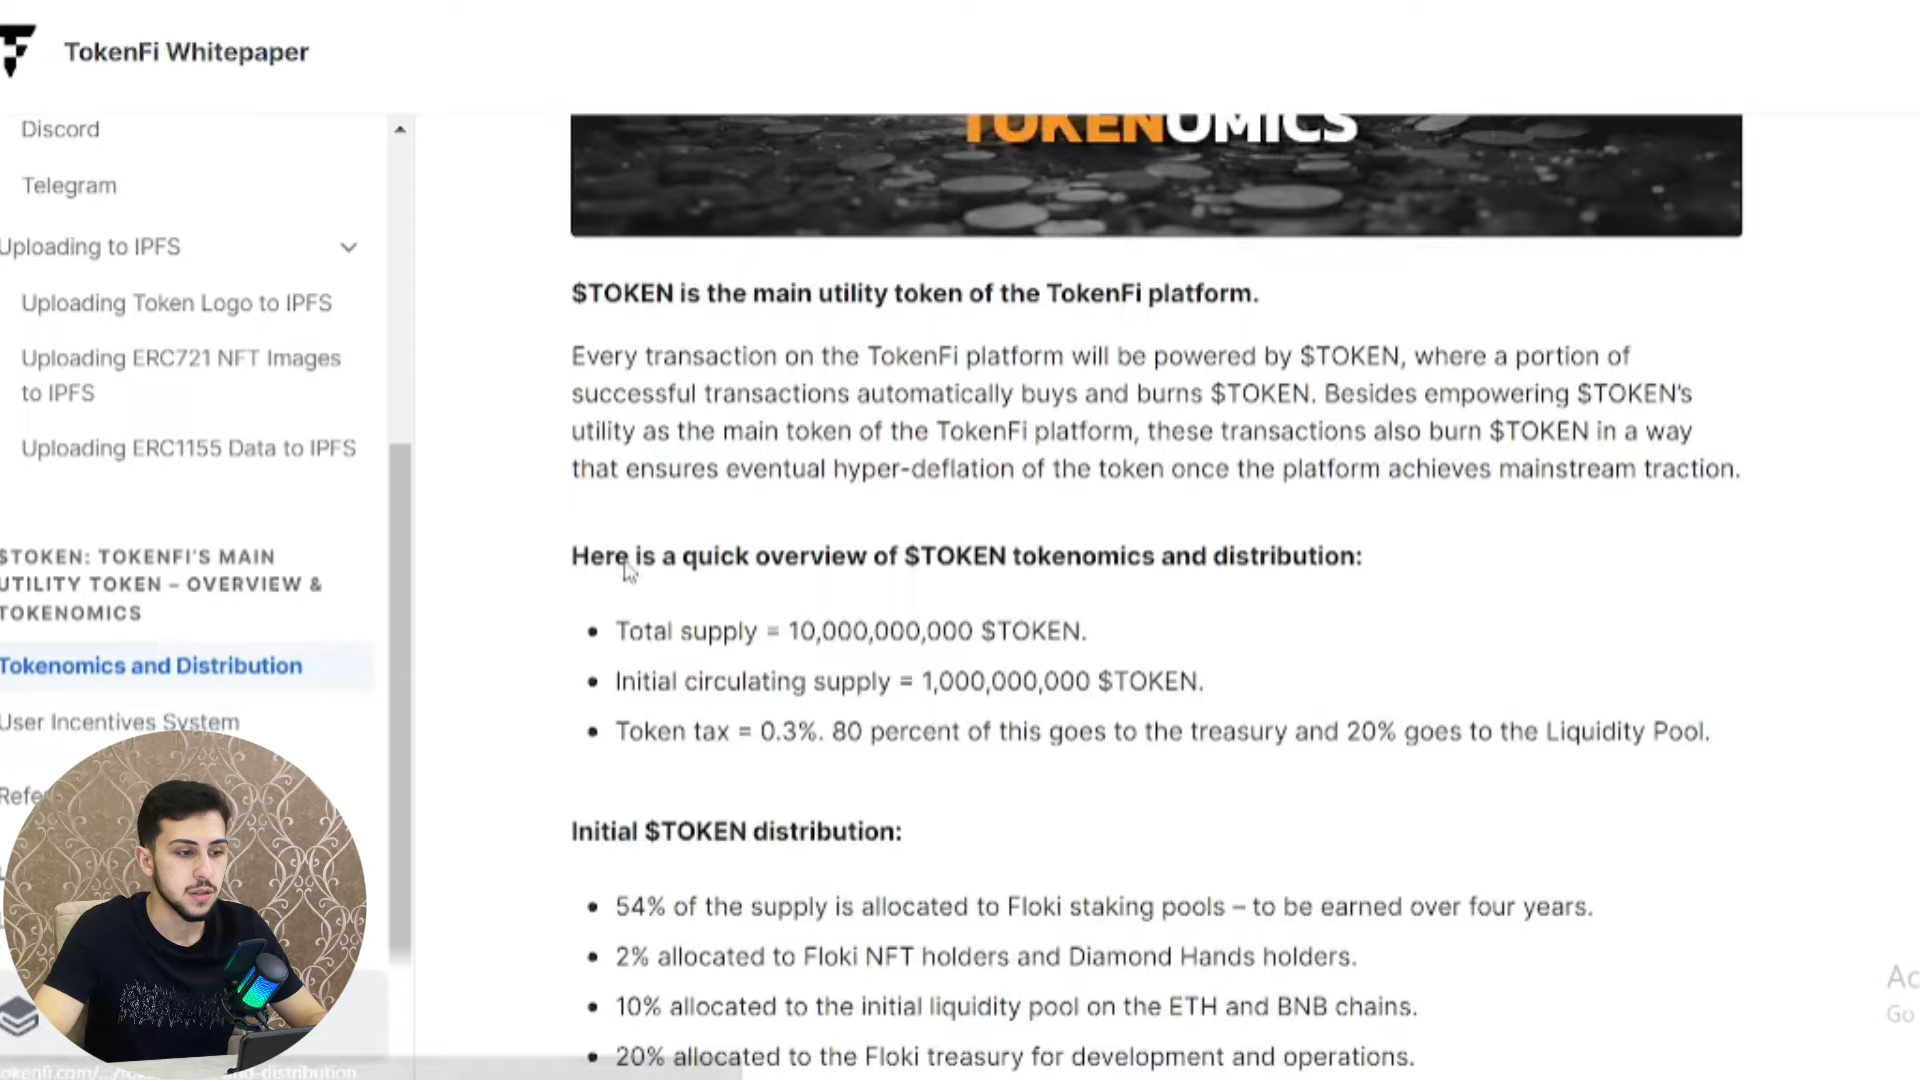 TokenFi Whitepaper
Discord
Telegram
Uploading to IPFS
Uploading Token Logo to IPFS
Uploading ERC721 NFT Images
to IPFS
Uploading ERC1155 Data to IPFS
$TOKEN: TOKENFI'S MAIN
UTILITY TOKEN – OVERVIEW &
TOKENOMICS
Tokenomics and Distribution
User Incentives System
TOKENOMICS
$TOKEN is the main utility token of the TokenFi platform.
Every transaction on the TokenFi platform will be powered by $TOKEN, where a portion of
successful transactions automatically buys and burns $TOKEN. Besides empowering $TOKEN's
utility as the main token of the TokenFi platform, these transactions also burn $TOKEN in a way
that ensures eventual hyper-deflation of the token once the platform achieves mainstream traction.
Here is a quick overview of $TOKEN tokenomics and distribution:
Total supply = 10,000,000,000 $TOKEN.
Initial circulating supply = 1,000,000,000 $TOKEN.
Token tax = 0.3%. 80 percent of this goes to the treasury and 20% goes to the Liquidity Pool.
Initial $TOKEN distribution:
54% of the supply is allocated to Floki staking pools – to be earned over four years.
2% allocated to Floki NFT holders and Diamond Hands holders.
10% allocated to the initial liquidity pool on the ETH and BNB chains.
20% allocated to the Floki treasury for development and operations.
Go